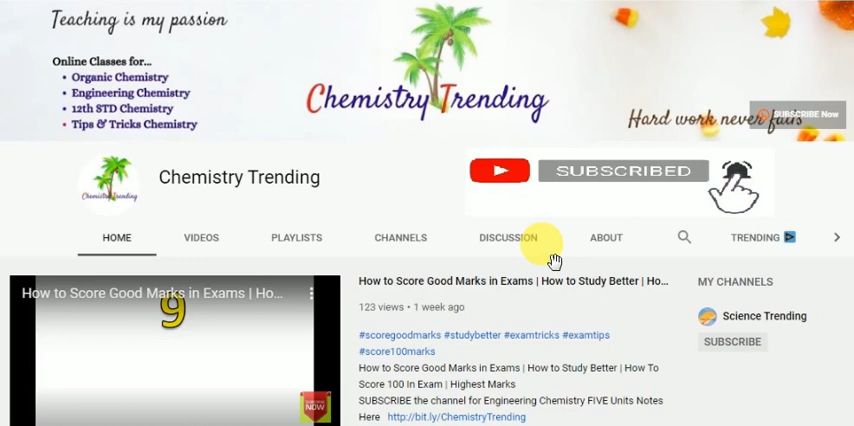 Teaching is my passion
Online Classes for...
• Organic Chemistry
• Engineering Chemistry
• 12th STD Chemistry
• Tips & Tricks Chemistry
Chemistry Trending
Hard work never fails
SUBSCRIBE Now
Chemistry Trending
Chemistry Trending
SUBSCRIBED
HOME VIDEOS PLAYLISTS CHANNELS DISCUSSION ABOUT TRENDING
How to Score Good Marks in Exams | Ho...
9
SUBSCRIBE NOW
How to Score Good Marks in Exams | How to Study Better | Ho...
123 views • 1 week ago
#scoregoodmarks #studybetter #examtricks #examtips
#score100marks
How to Score Good Marks in Exams | How to Study Better | How To
Score 100 In Exam | Highest Marks
SUBSCRIBE the channel for Engineering Chemistry FIVE Units Notes
Here http://bit.ly/ChemistryTrending
MY CHANNELS
Science Trending
SUBSCRIBE